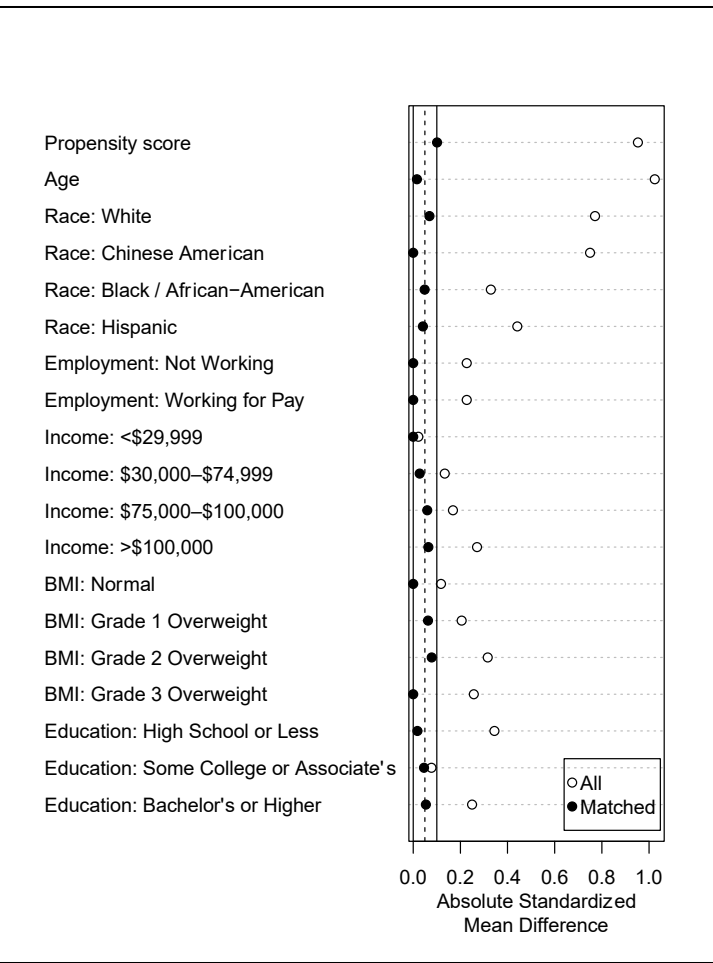 Propensity score
Age
Race: White
Race: Chinese American
Race: Black / African−American
Race: Hispanic
Employment: Not Working
Employment: Working for Pay
Income: <$29,999
Income: $30,000–$74,999
Income: $75,000–$100,000
Income: >$100,000
BMI: Normal
BMI: Grade 1 Overweight
BMI: Grade 2 Overweight
BMI: Grade 3 Overweight
Education: High School or Less
Education: Some College or Associate's
Education: Bachelor's or Higher
All
Matched
0.0 0.2 0.4 0.6 0.8 1.0
Absolute Standardized
Mean Difference